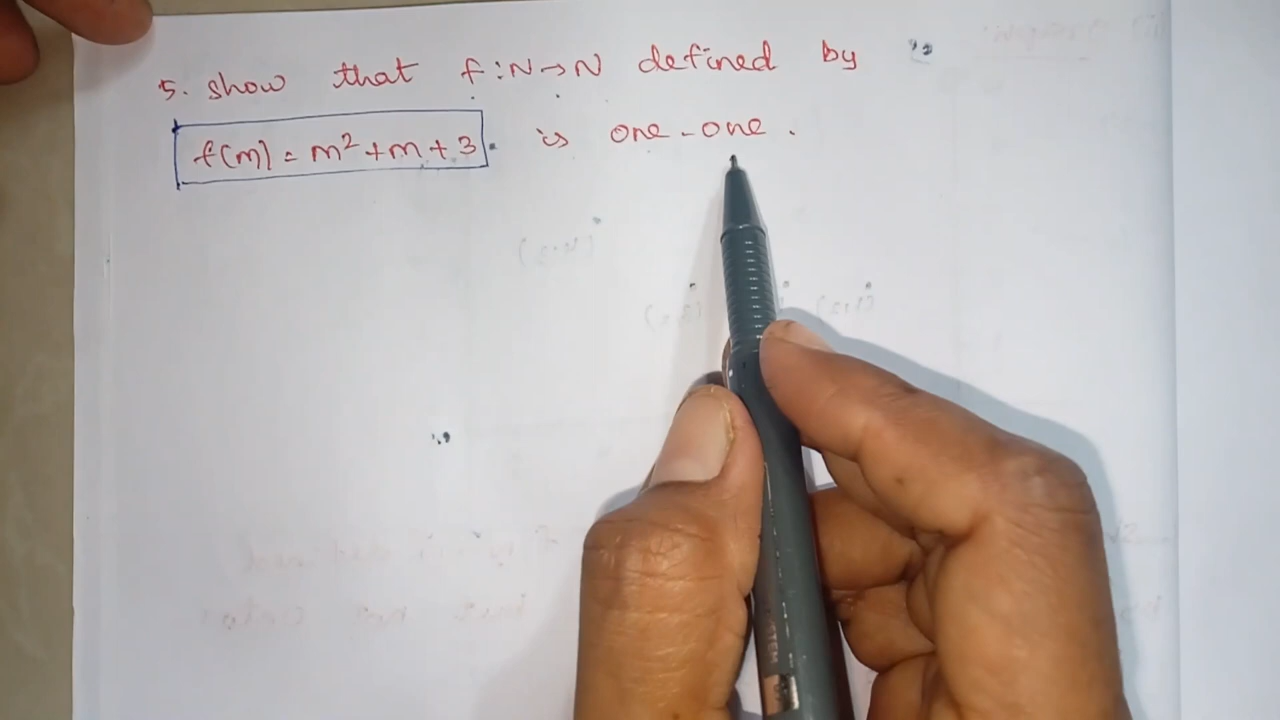 5. show that f:N→N defined by
f(m) = m² + m + 3 is one-one.